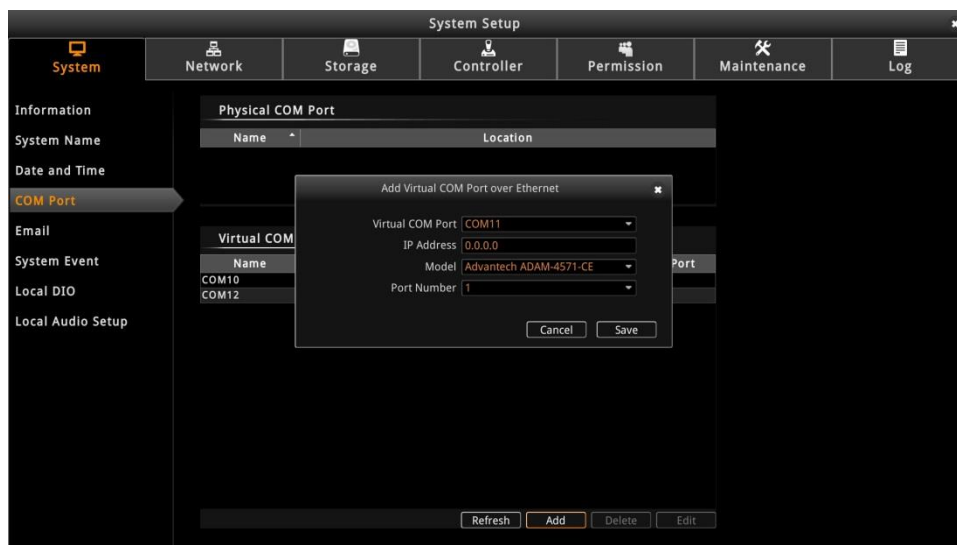 System Setup
System Network Storage Controller Permission Maintenance Log
Information
System Name
Date and Time
COM Port
Email
System Event
Local DIO
Local Audio Setup
Physical COM Port
Name Location
Virtual COM
Name Port
COM10
COM12
Add Virtual COM Port over Ethernet
Virtual COM Port COM11
IP Address 0.0.0.0
Model Advantech ADAM-4571-CE
Port Number 1
Cancel Save
Refresh Add Delete Edit